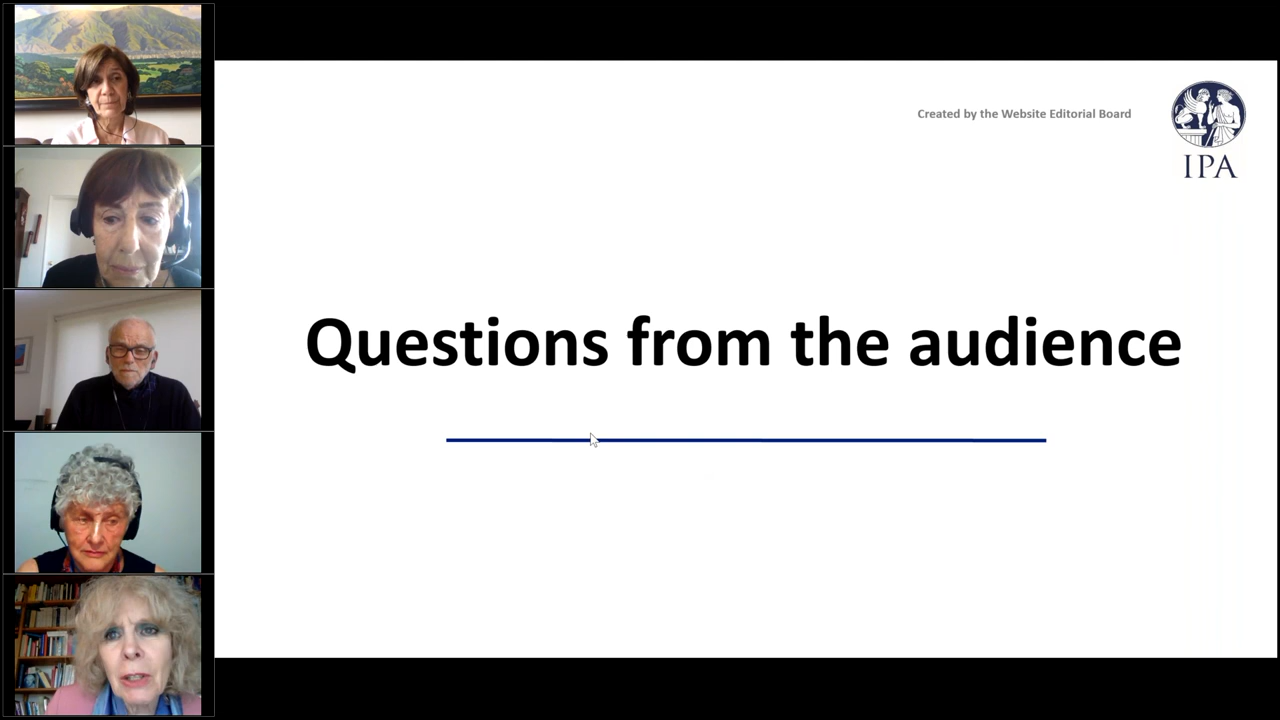 Created by the Website Editorial Board
IPA
Questions from the audience